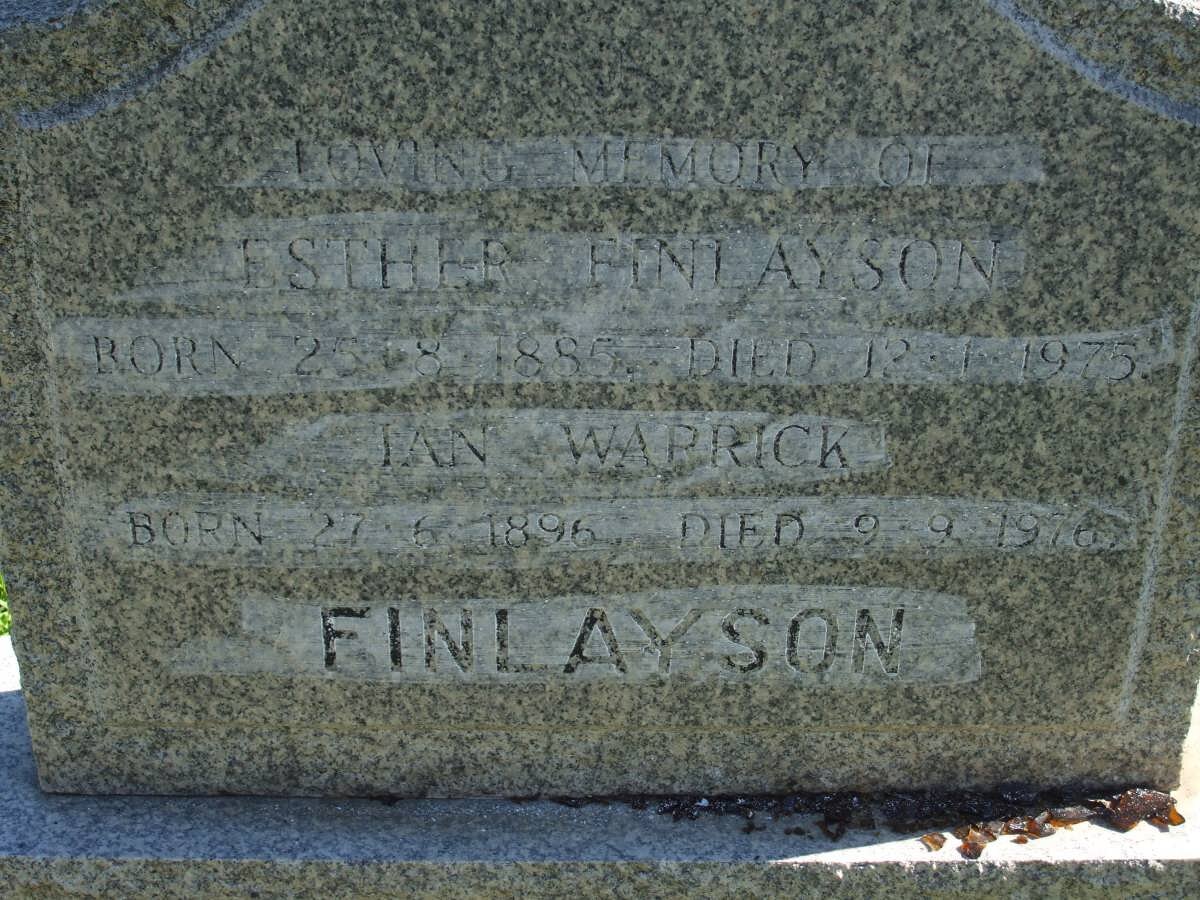 LOVING MEMORY OF
ESTHER FINLAYSON
BORN 25·8·1885, DIED 12·1·1975.
IAN WARRICK
BORN 27·6·1896. DIED 9·9·1976.
FINLAYSON